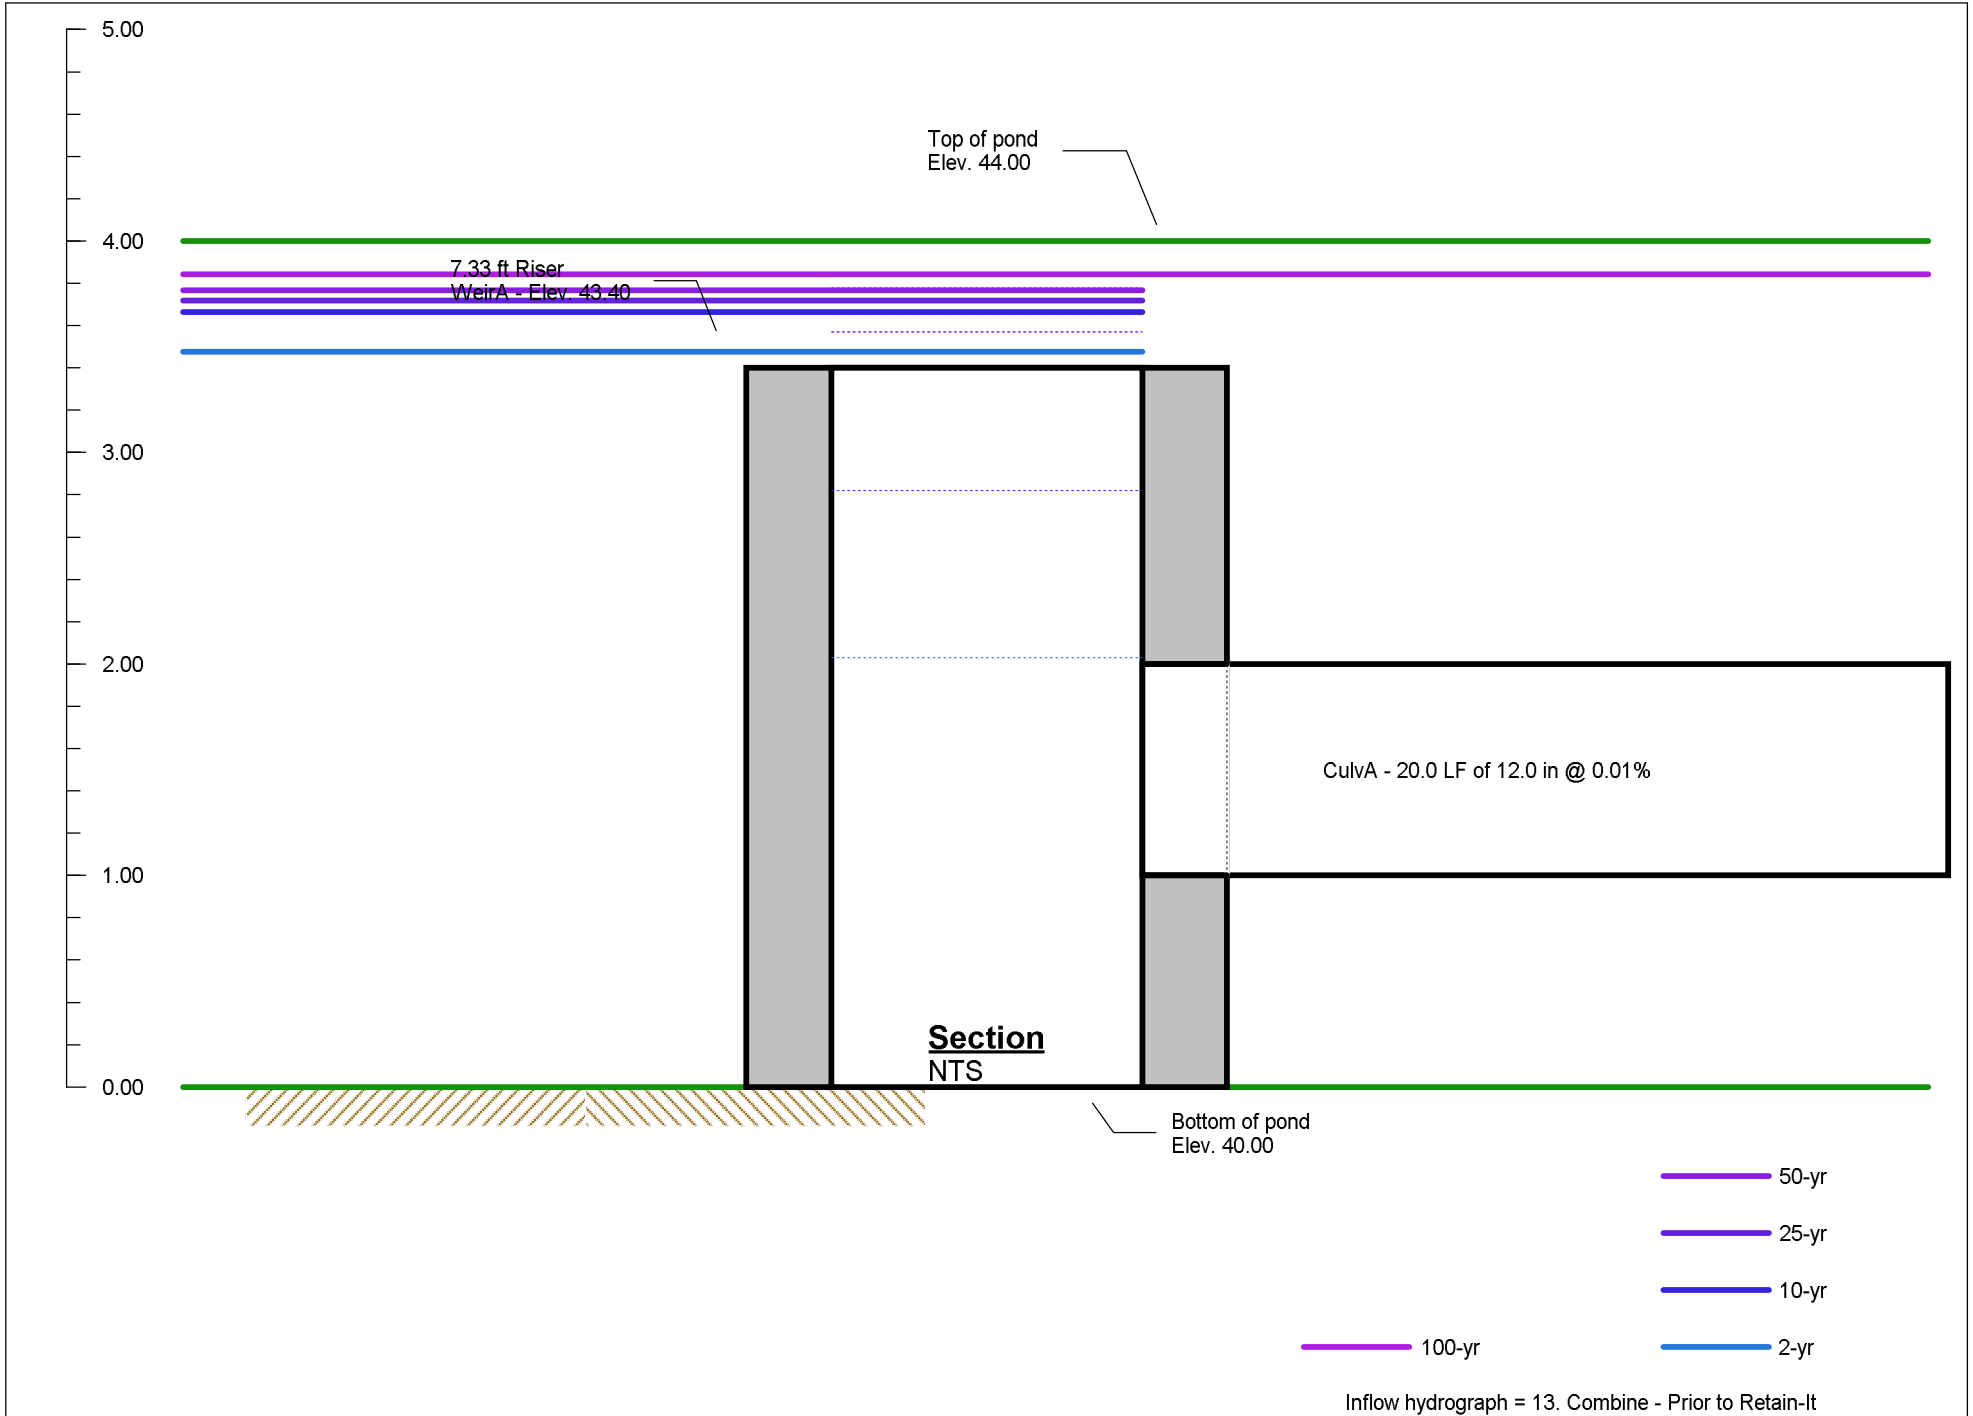 5.00
Top of pond
Elev. 44.00
4.00
7.33 ft Riser
WeirA - Elev. 43.40
3.00
2.00
CulvA - 20.0 LF of 12.0 in @ 0.01%
1.00
Section
NTS
0.00
Bottom of pond
Elev. 40.00
50-yr
25-yr
10-yr
100-yr
2-yr
Inflow hydrograph = 13. Combine - Prior to Retain-It